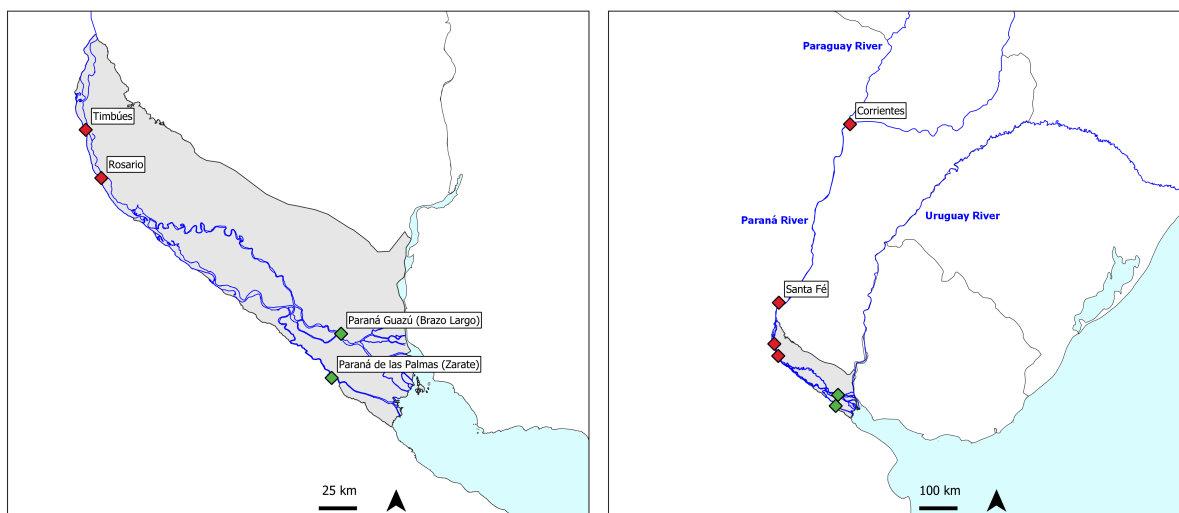 Timbúes
Rosario
Paraná Guazú (Brazo Largo)
Paraná de las Palmas (Zarate)
25 km
Paraguay River
Corrientes
Paraná River
Uruguay River
Santa Fé
100 km